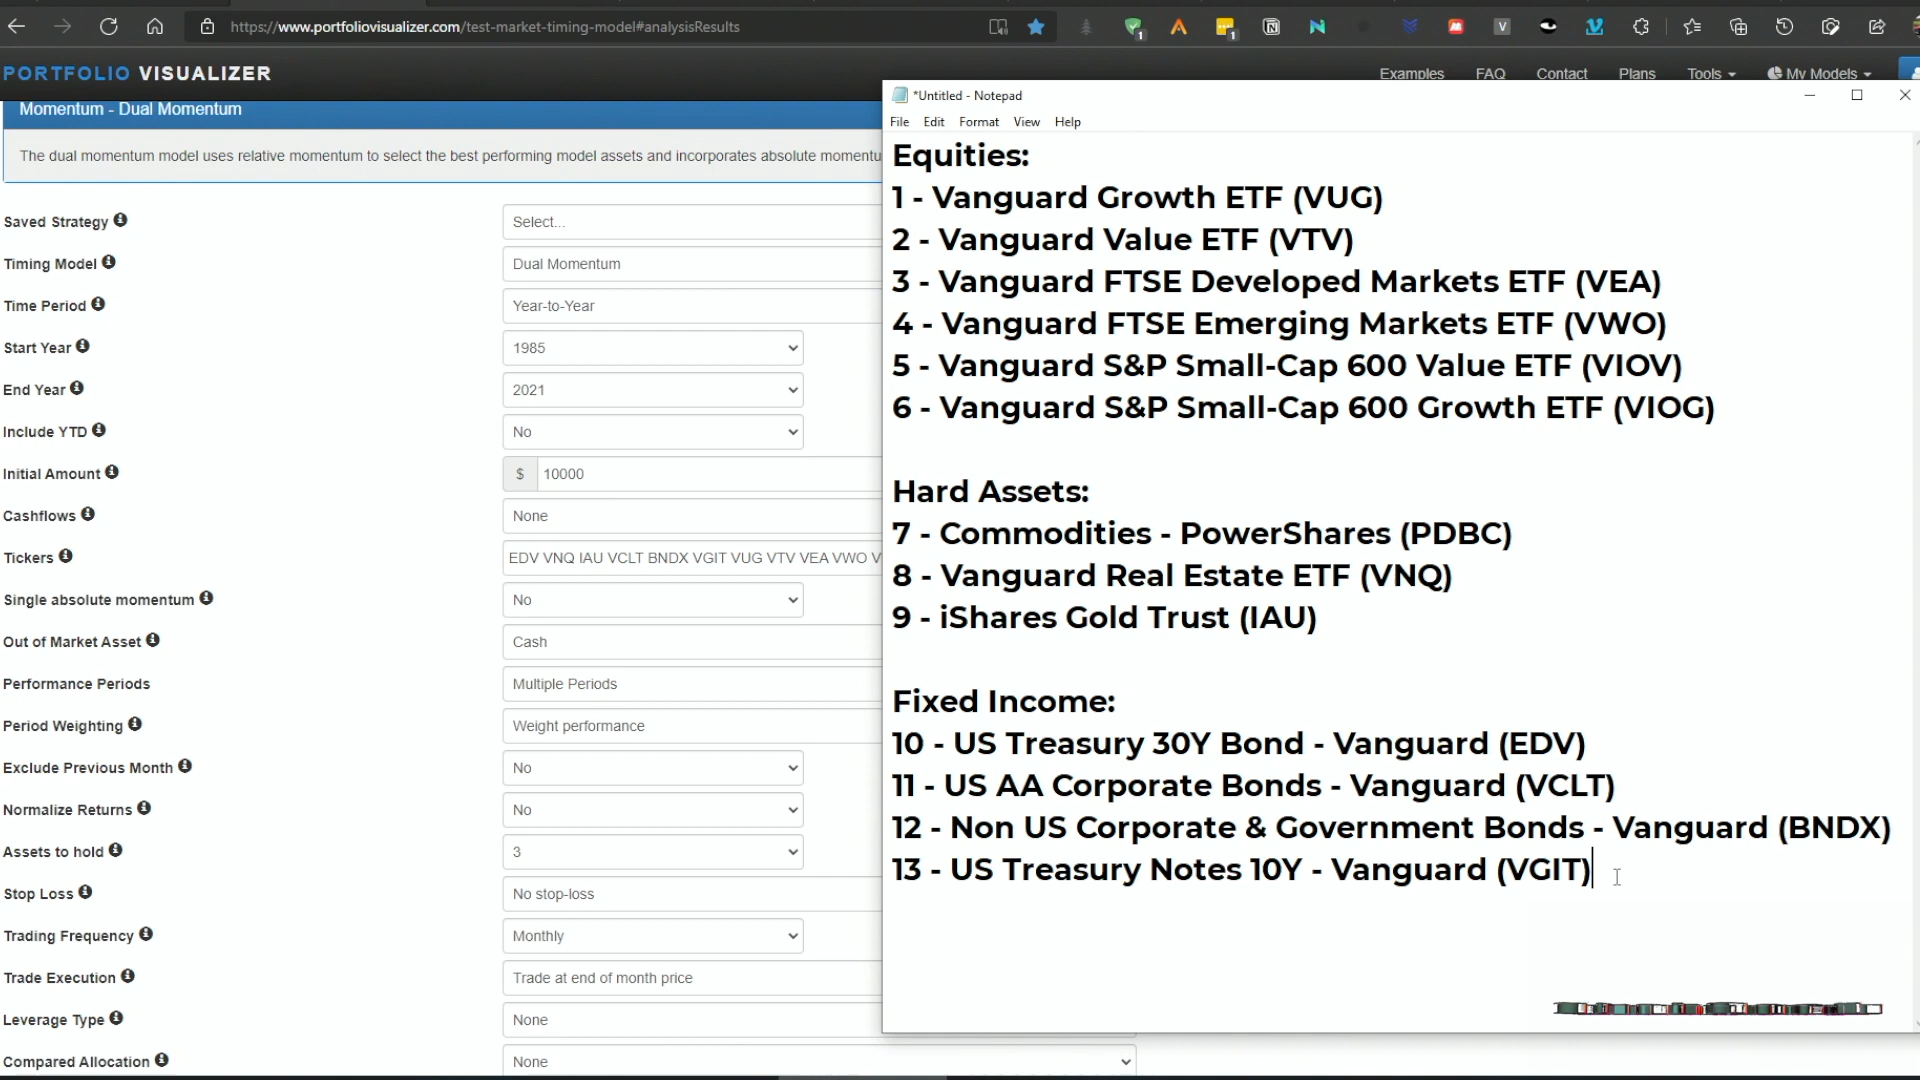 https://www.portfoliovisualizer.com/test-market-timing-model#analysisResults
PORTFOLIO VISUALIZER
Examples FAQ Contact Plans Tools My Models
Momentum - Dual Momentum
The dual momentum model uses relative momentum to select the best performing model assets and incorporates absolute momentu
Saved Strategy Select...
Timing Model Dual Momentum
Time Period Year-to-Year
Start Year 1985
End Year 2021
Include YTD No
Initial Amount $ 10000
Cashflows None
Tickers EDV VNQ IAU VCLT BNDX VGIT VUG VTV VEA VWO V
Single absolute momentum No
Out of Market Asset Cash
Performance Periods Multiple Periods
Period Weighting Weight performance
Exclude Previous Month No
Normalize Returns No
Assets to hold 3
Stop Loss No stop-loss
Trading Frequency Monthly
Trade Execution Trade at end of month price
Leverage Type None
Compared Allocation None
*Untitled - Notepad
File Edit Format View Help
Equities:
1 - Vanguard Growth ETF (VUG)
2 - Vanguard Value ETF (VTV)
3 - Vanguard FTSE Developed Markets ETF (VEA)
4 - Vanguard FTSE Emerging Markets ETF (VWO)
5 - Vanguard S&P Small-Cap 600 Value ETF (VIOV)
6 - Vanguard S&P Small-Cap 600 Growth ETF (VIOG)
Hard Assets:
7 - Commodities - PowerShares (PDBC)
8 - Vanguard Real Estate ETF (VNQ)
9 - iShares Gold Trust (IAU)
Fixed Income:
10 - US Treasury 30Y Bond - Vanguard (EDV)
11 - US AA Corporate Bonds - Vanguard (VCLT)
12 - Non US Corporate & Government Bonds - Vanguard (BNDX)
13 - US Treasury Notes 10Y - Vanguard (VGIT)